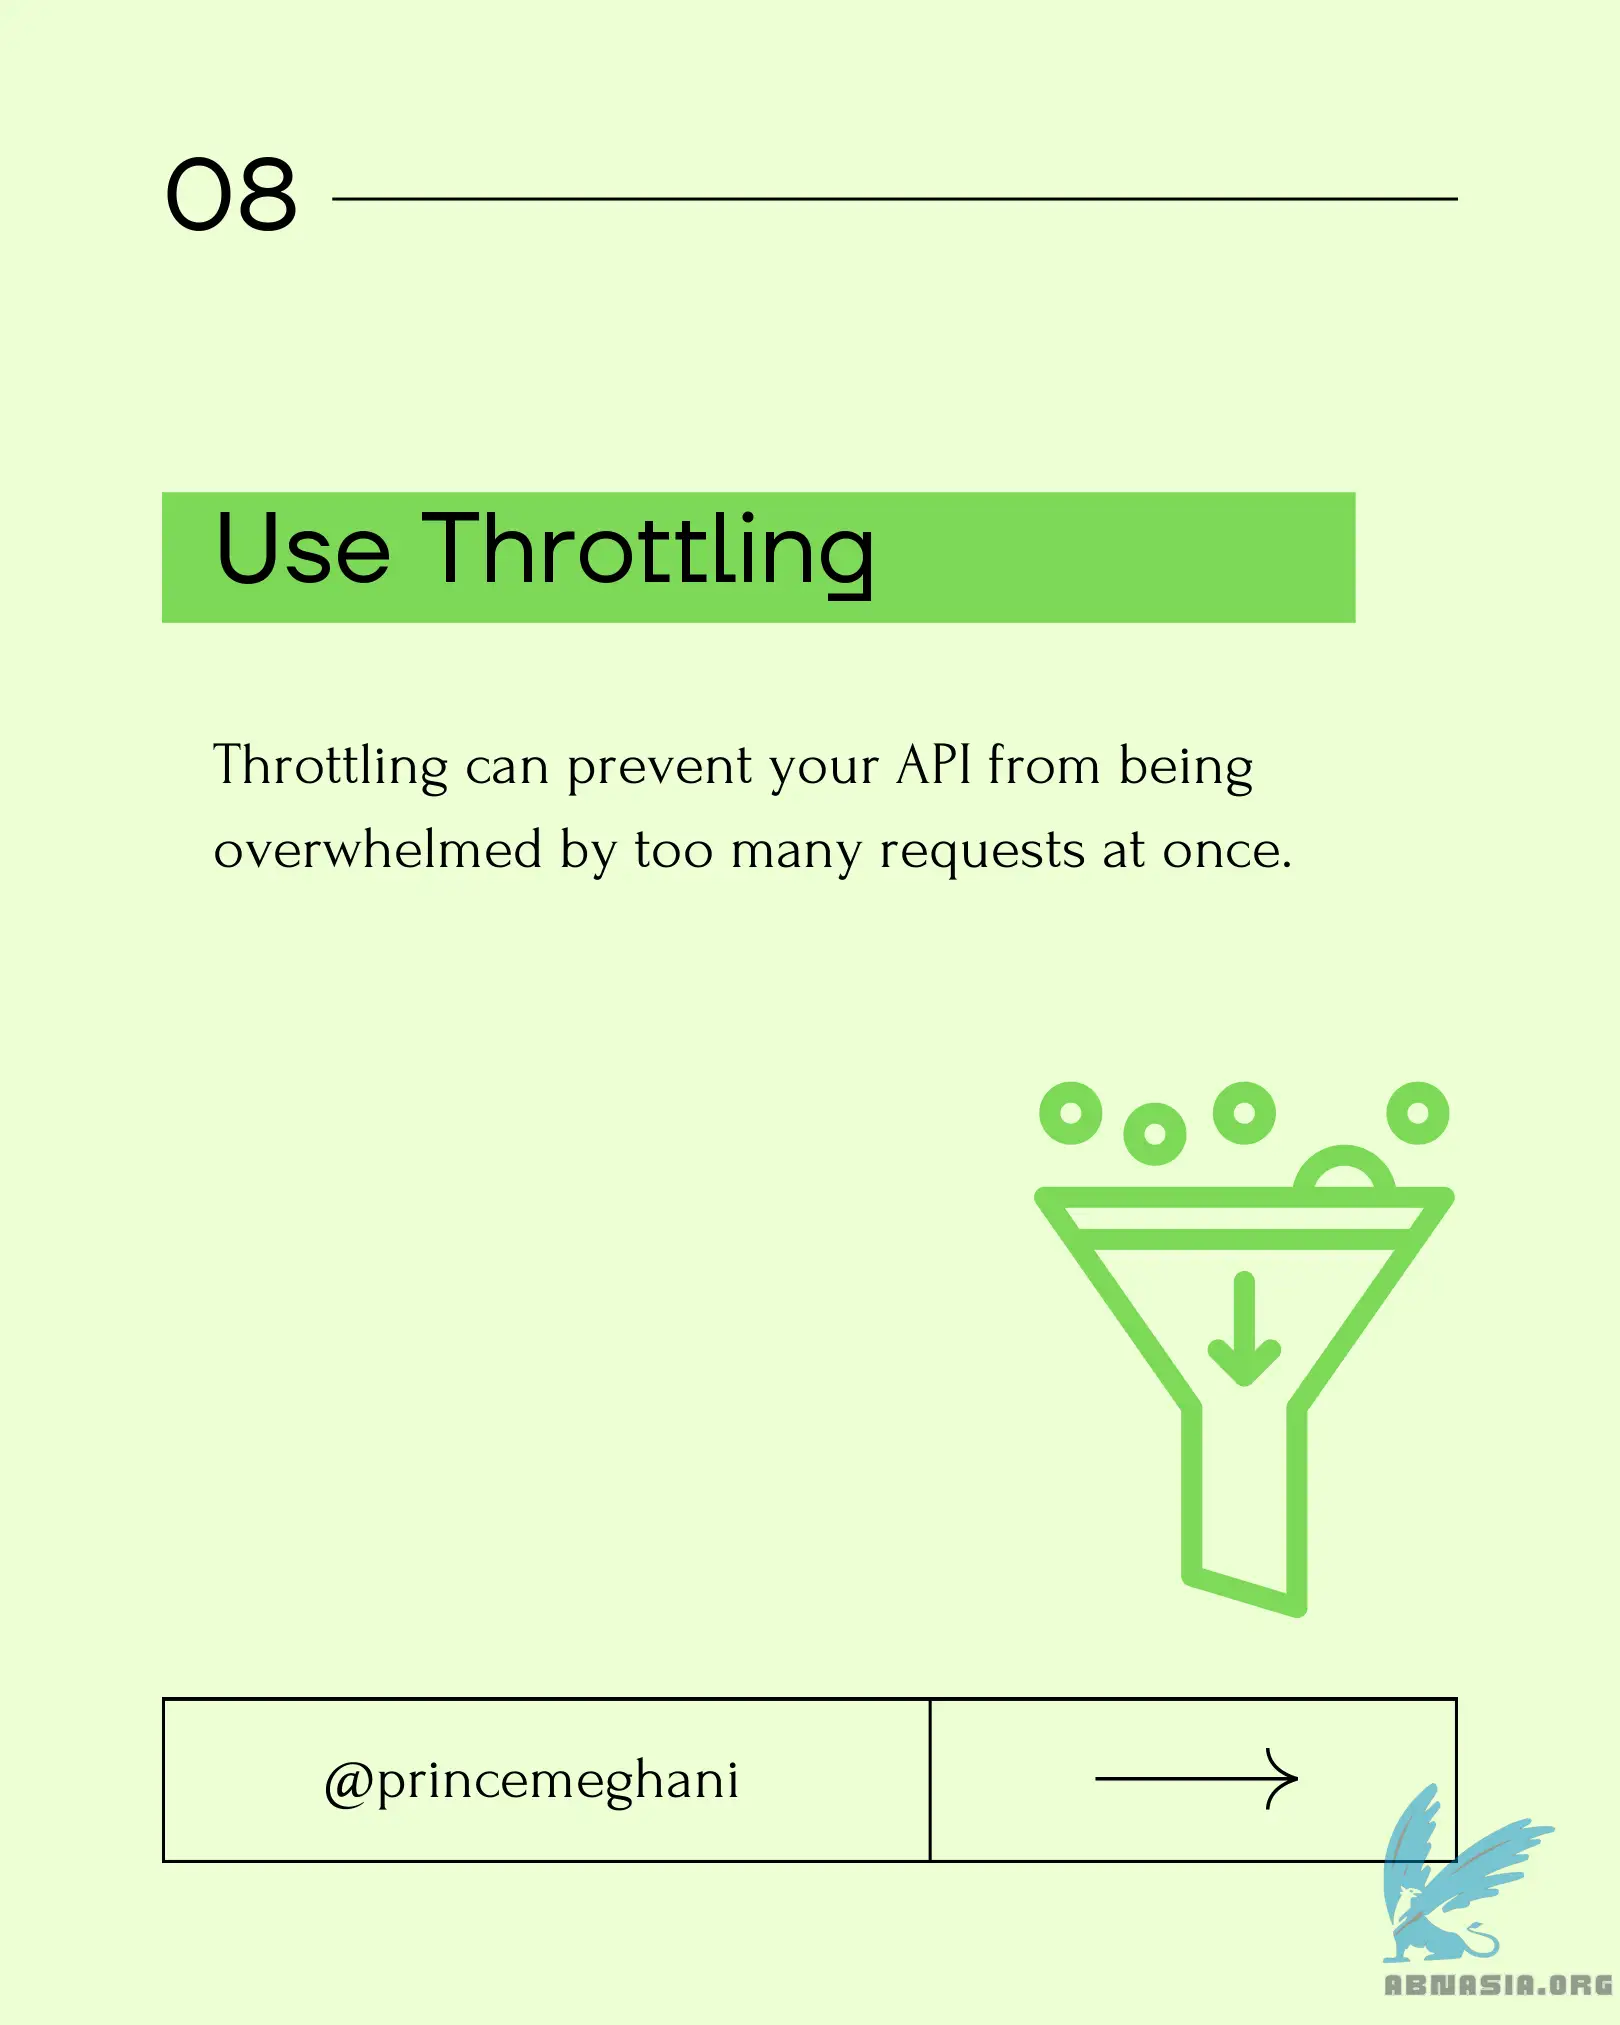 08
Use Throttling
Throttling can prevent your API from being
overwhelmed by too many requests at once.
@princemeghani
ABNASIA.ORG